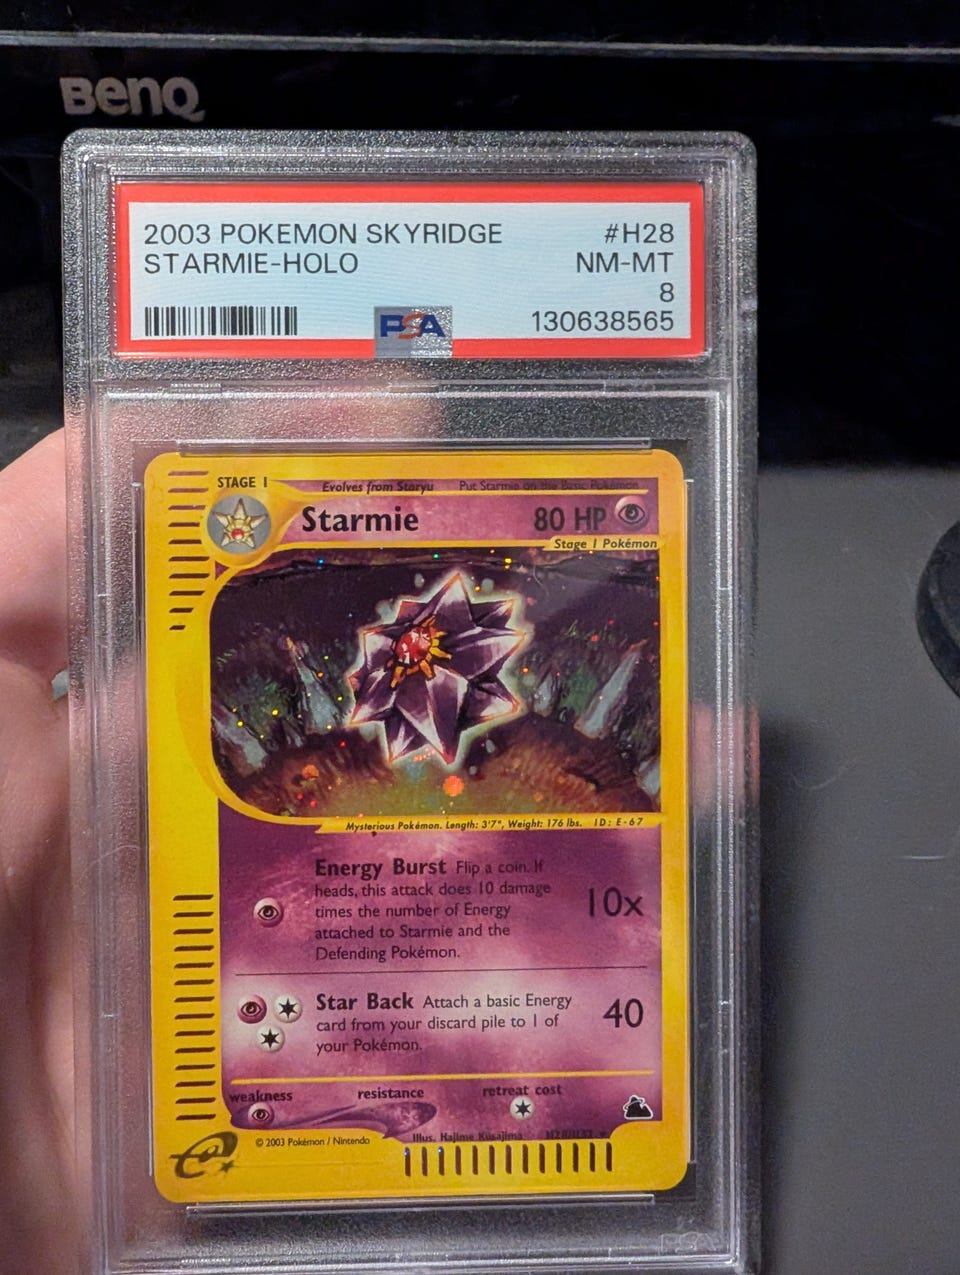 BenQ
2003 POKEMON SKYRIDGE #H28
STARMIE-HOLO NM-MT
8
PSA 130638565
STAGE 1 Evolves from Staryu Put Starmie on the Basic Pokémon
Starmie 80 HP
Stage 1 Pokémon
Mysterious Pokémon. Length: 3'7", Weight: 176 lbs. ID: E-67
Energy Burst Flip a coin. If
heads, this attack does 10 damage
times the number of Energy
attached to Starmie and the
Defending Pokémon.
10x
Star Back Attach a basic Energy
card from your discard pile to 1 of
your Pokémon.
40
weakness resistance retreat cost
© 2003 Pokémon / Nintendo
Illus. Hajime Kusajima H28/H32
e
PSA